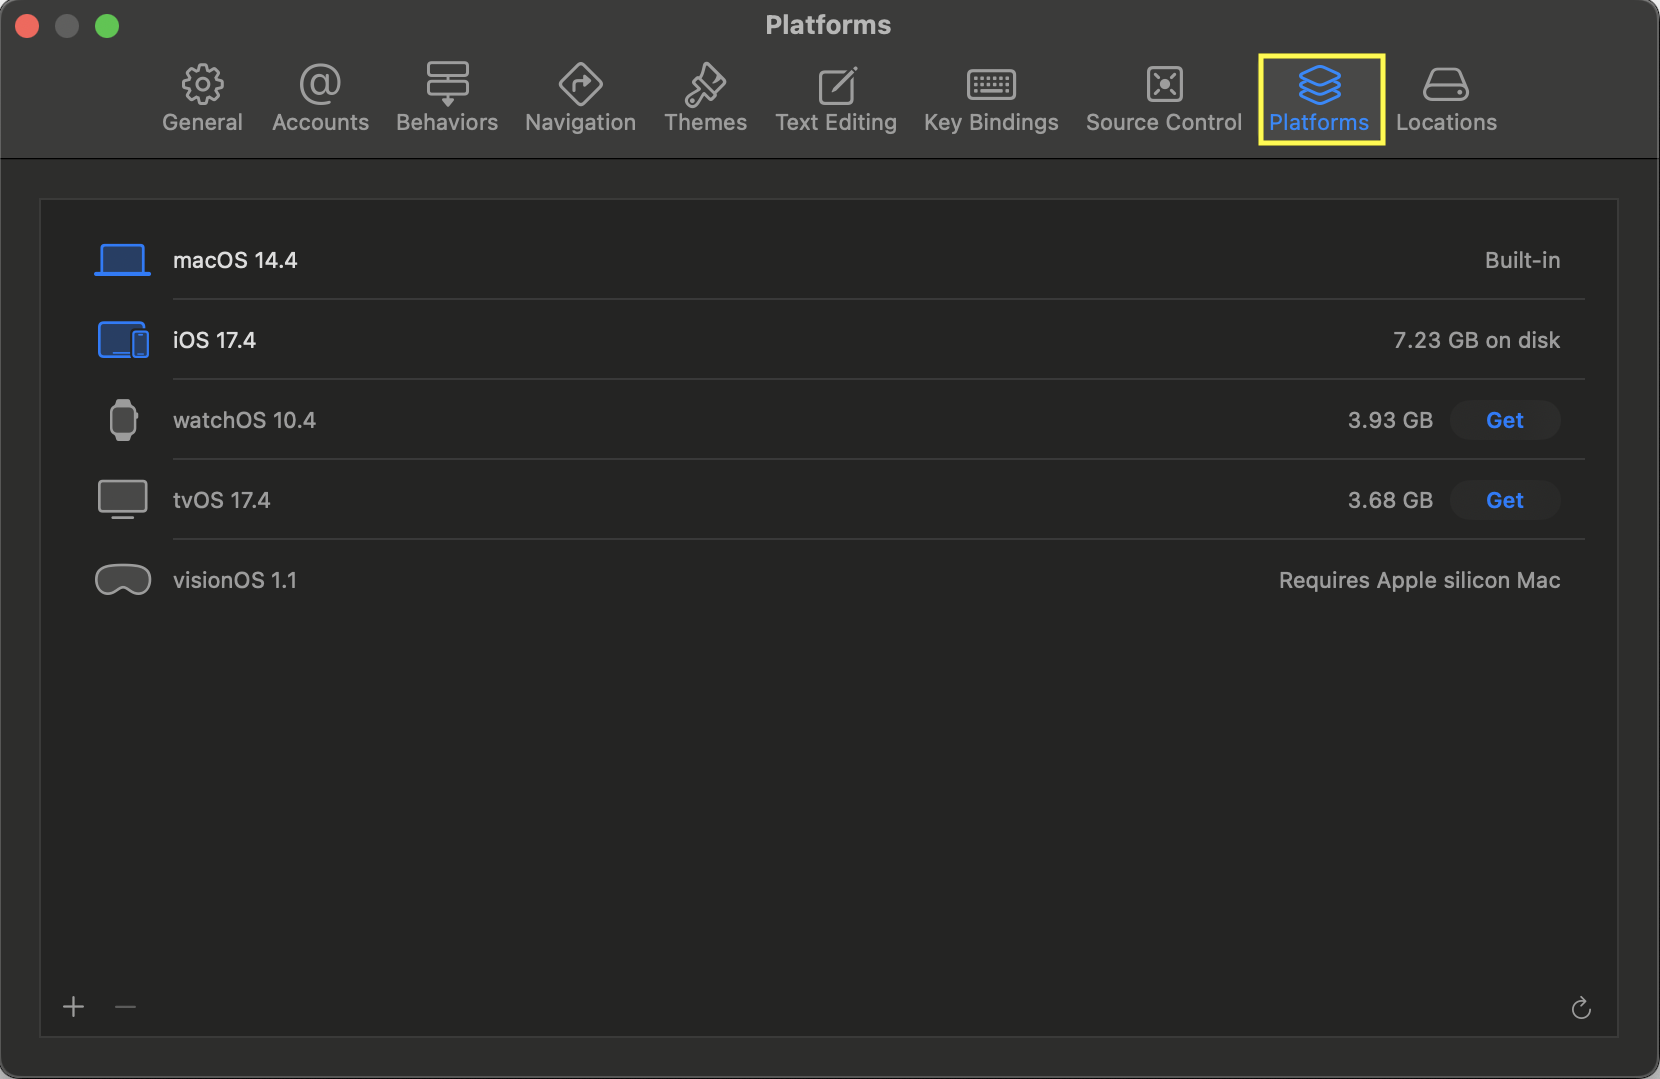 Platforms
General Accounts Behaviors Navigation Themes Text Editing Key Bindings Source Control Platforms Locations
macOS 14.4 Built-in
iOS 17.4 7.23 GB on disk
watchOS 10.4 3.93 GB Get
tvOS 17.4 3.68 GB Get
visionOS 1.1 Requires Apple silicon Mac